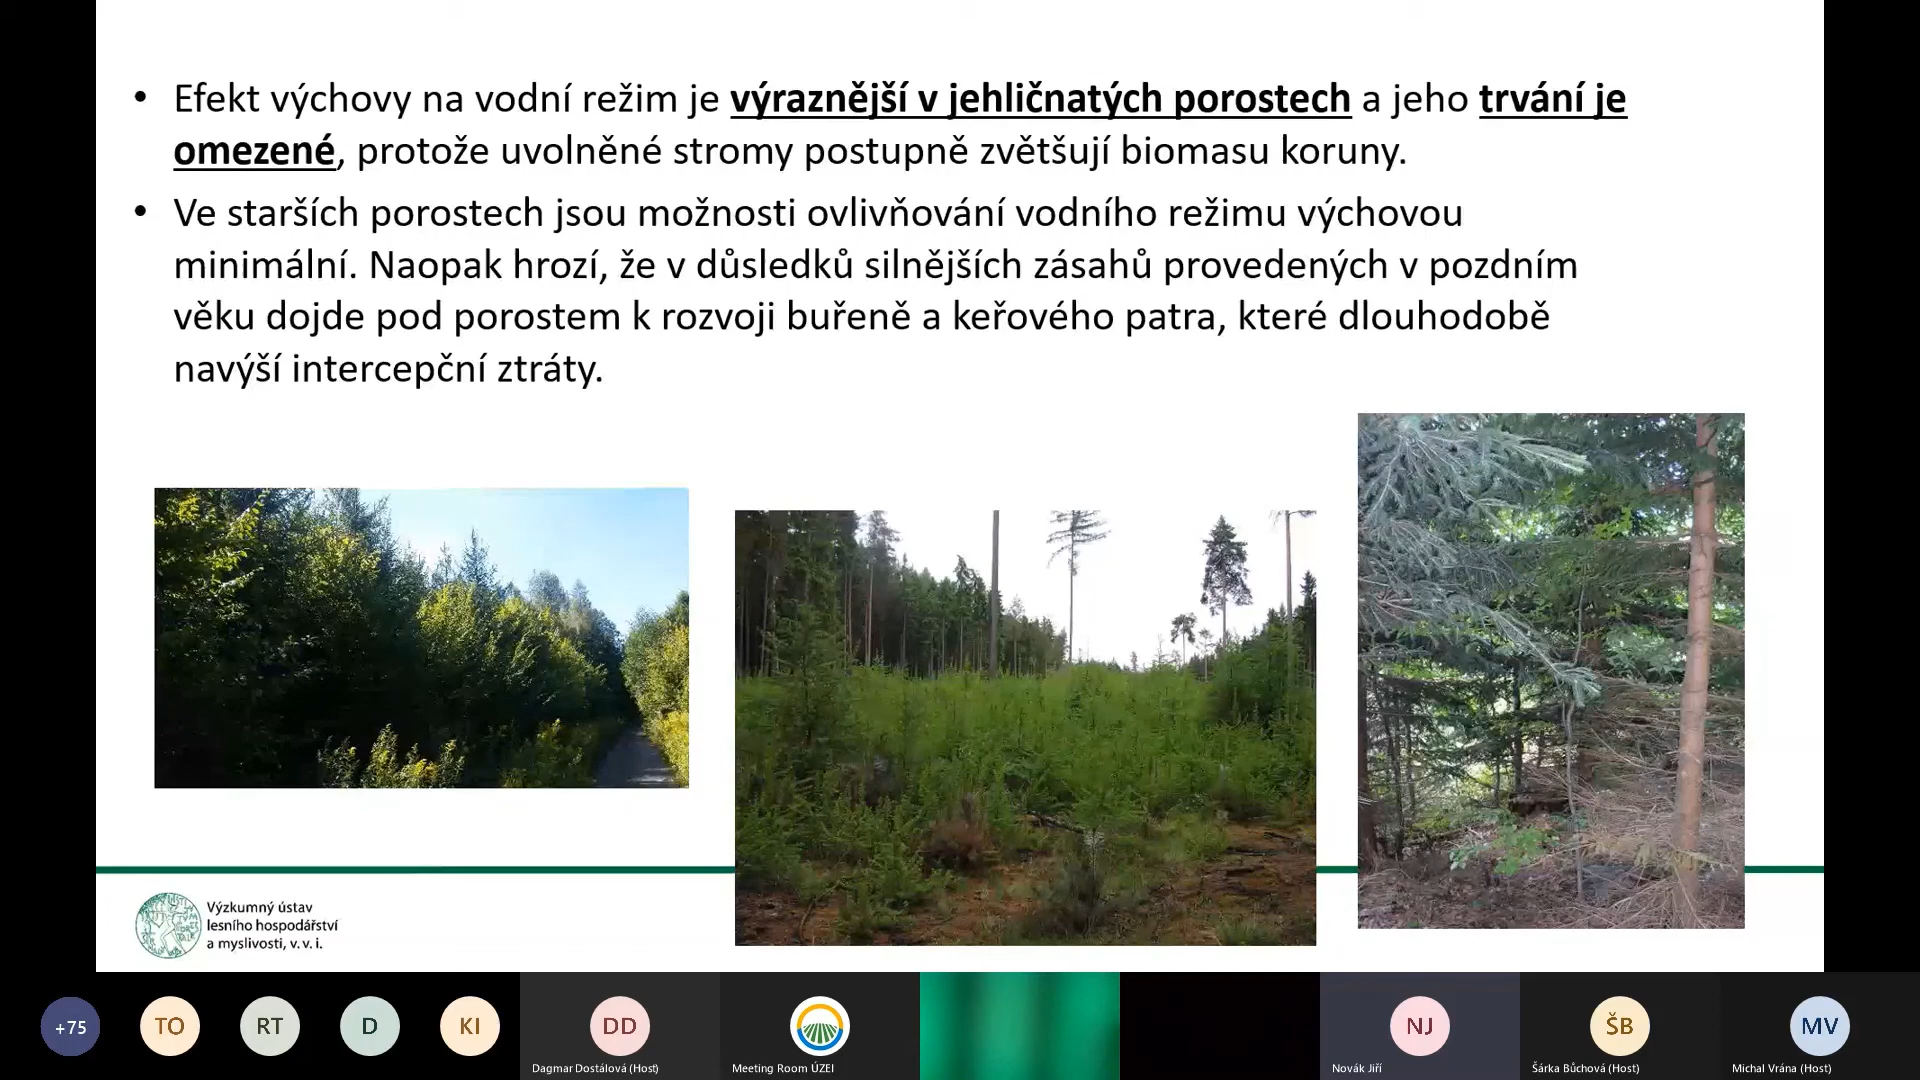 • Efekt výchovy na vodní režim je výraznější v jehličnatých porostech a jeho trvání je
omezené, protože uvolněné stromy postupně zvětšují biomasu koruny.
• Ve starších porostech jsou možnosti ovlivňování vodního režimu výchovou
minimální. Naopak hrozí, že v důsledků silnějších zásahů provedených v pozdním
věku dojde pod porostem k rozvoji buřeně a keřového patra, které dlouhodobě
navýší intercepční ztráty.
Výzkumný ústav
lesního hospodářství
a myslivosti, v. v. i.
+75
TO
RT
D
KI
DD
NJ
ŠB
MV
Dagmar Dostálová (Host)
Meeting Room ÚZEI
Novák Jiří
Šárka Bůchová (Host)
Michal Vrána (Host)